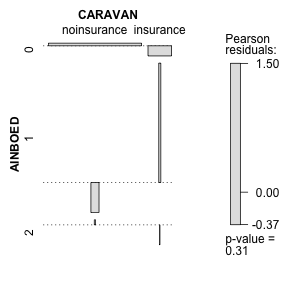 CARAVAN
noinsurance insurance
AINBOED
0
1
2
Pearson
residuals:
1.50
0.00
-0.37
p-value =
0.31